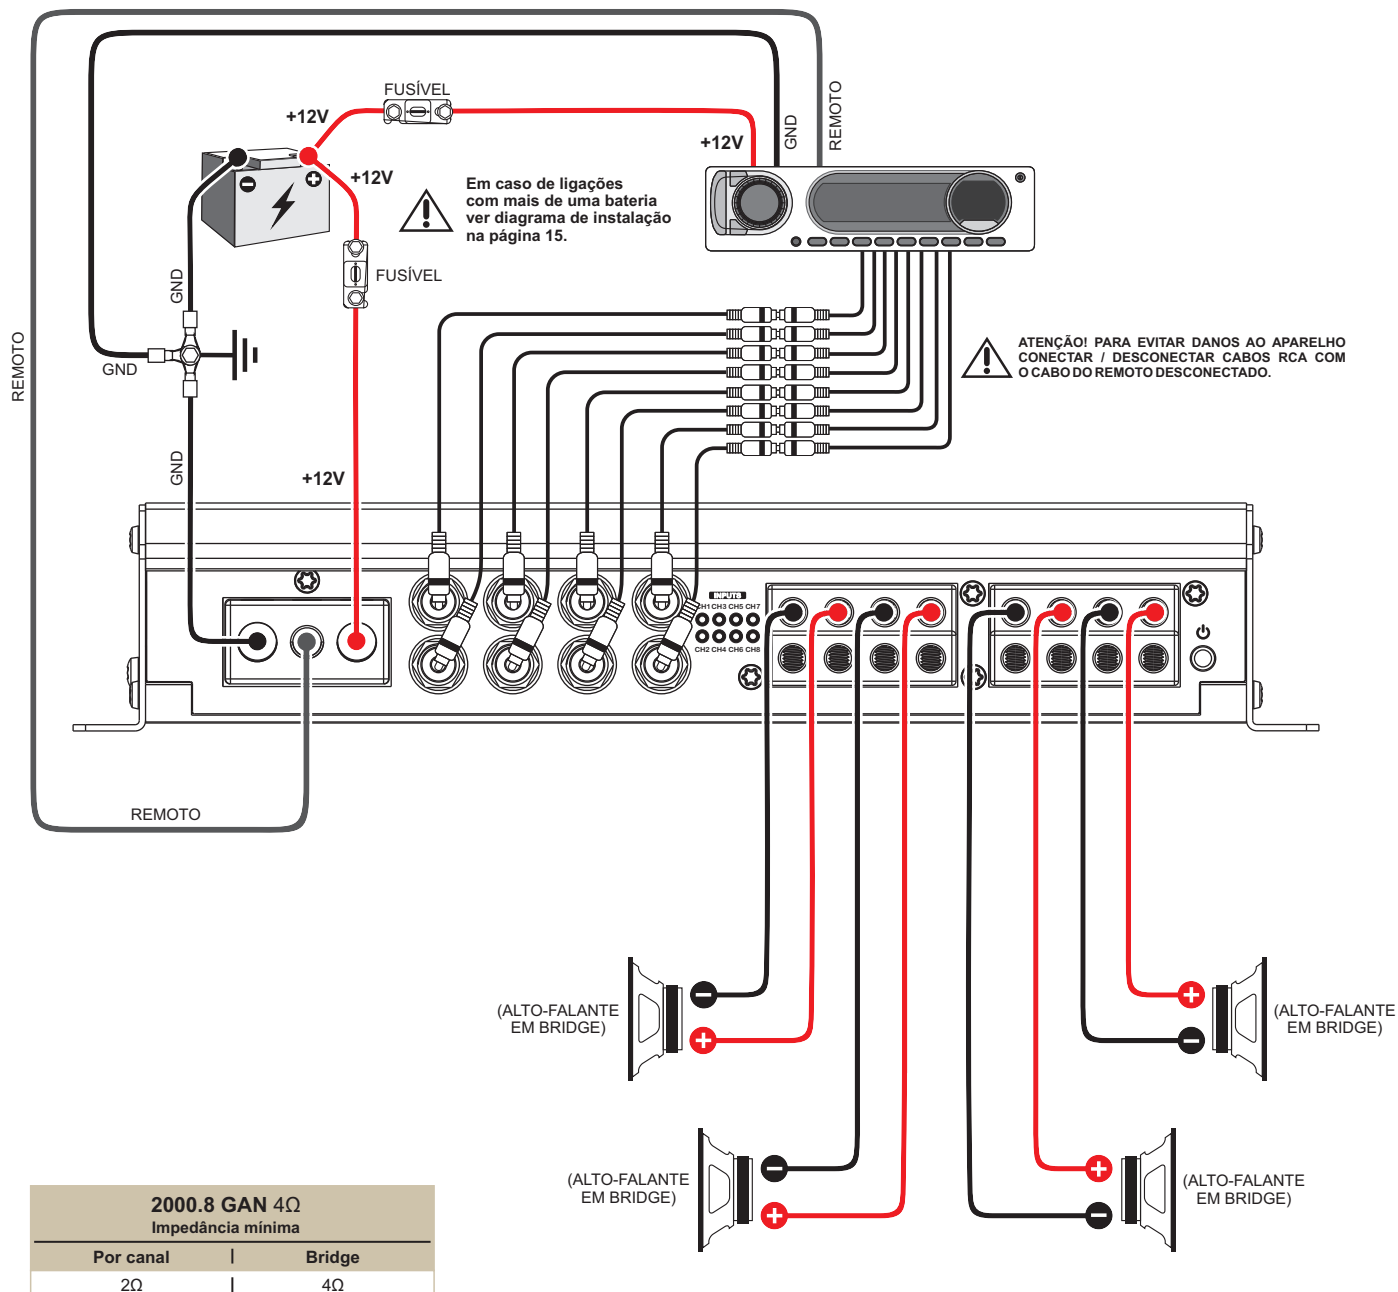 FUSÍVEL
+12V
+12V
GND
REMOTO
+12V
Em caso de ligações
com mais de uma bateria
ver diagrama de instalação
na página 15.
FUSÍVEL
GND
REMOTO
GND
ATENÇÃO! PARA EVITAR DANOS AO APARELHO
CONECTAR / DESCONECTAR CABOS RCA COM
O CABO DO REMOTO DESCONECTADO.
GND
+12V
INPUTS
CH1 CH3 CH5 CH7
CH2 CH4 CH6 CH8
REMOTO
(ALTO-FALANTE
EM BRIDGE)
(ALTO-FALANTE
EM BRIDGE)
(ALTO-FALANTE
EM BRIDGE)
(ALTO-FALANTE
EM BRIDGE)
2000.8 GAN 4Ω
Impedância mínima
Por canal | Bridge
2Ω | 4Ω